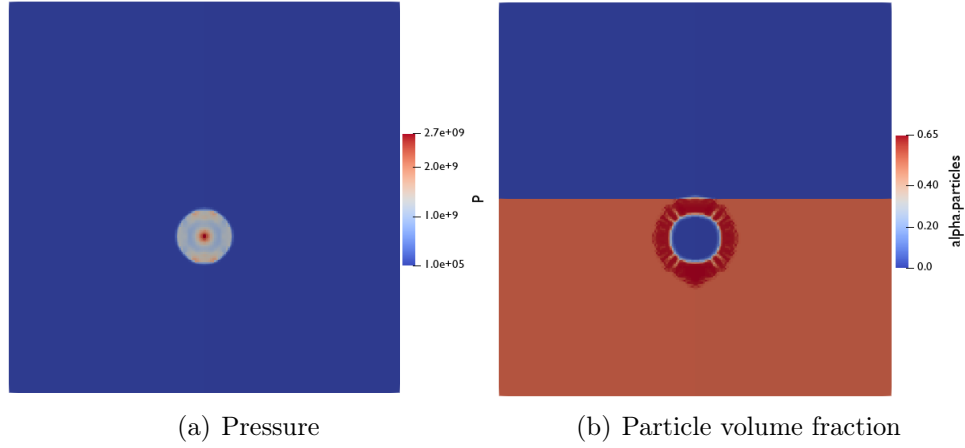 2.7e+09
2.0e+9
1.0e+9
1.0e+05
P
0.65
0.40
0.20
0.0
alpha.particles
(a) Pressure
(b) Particle volume fraction